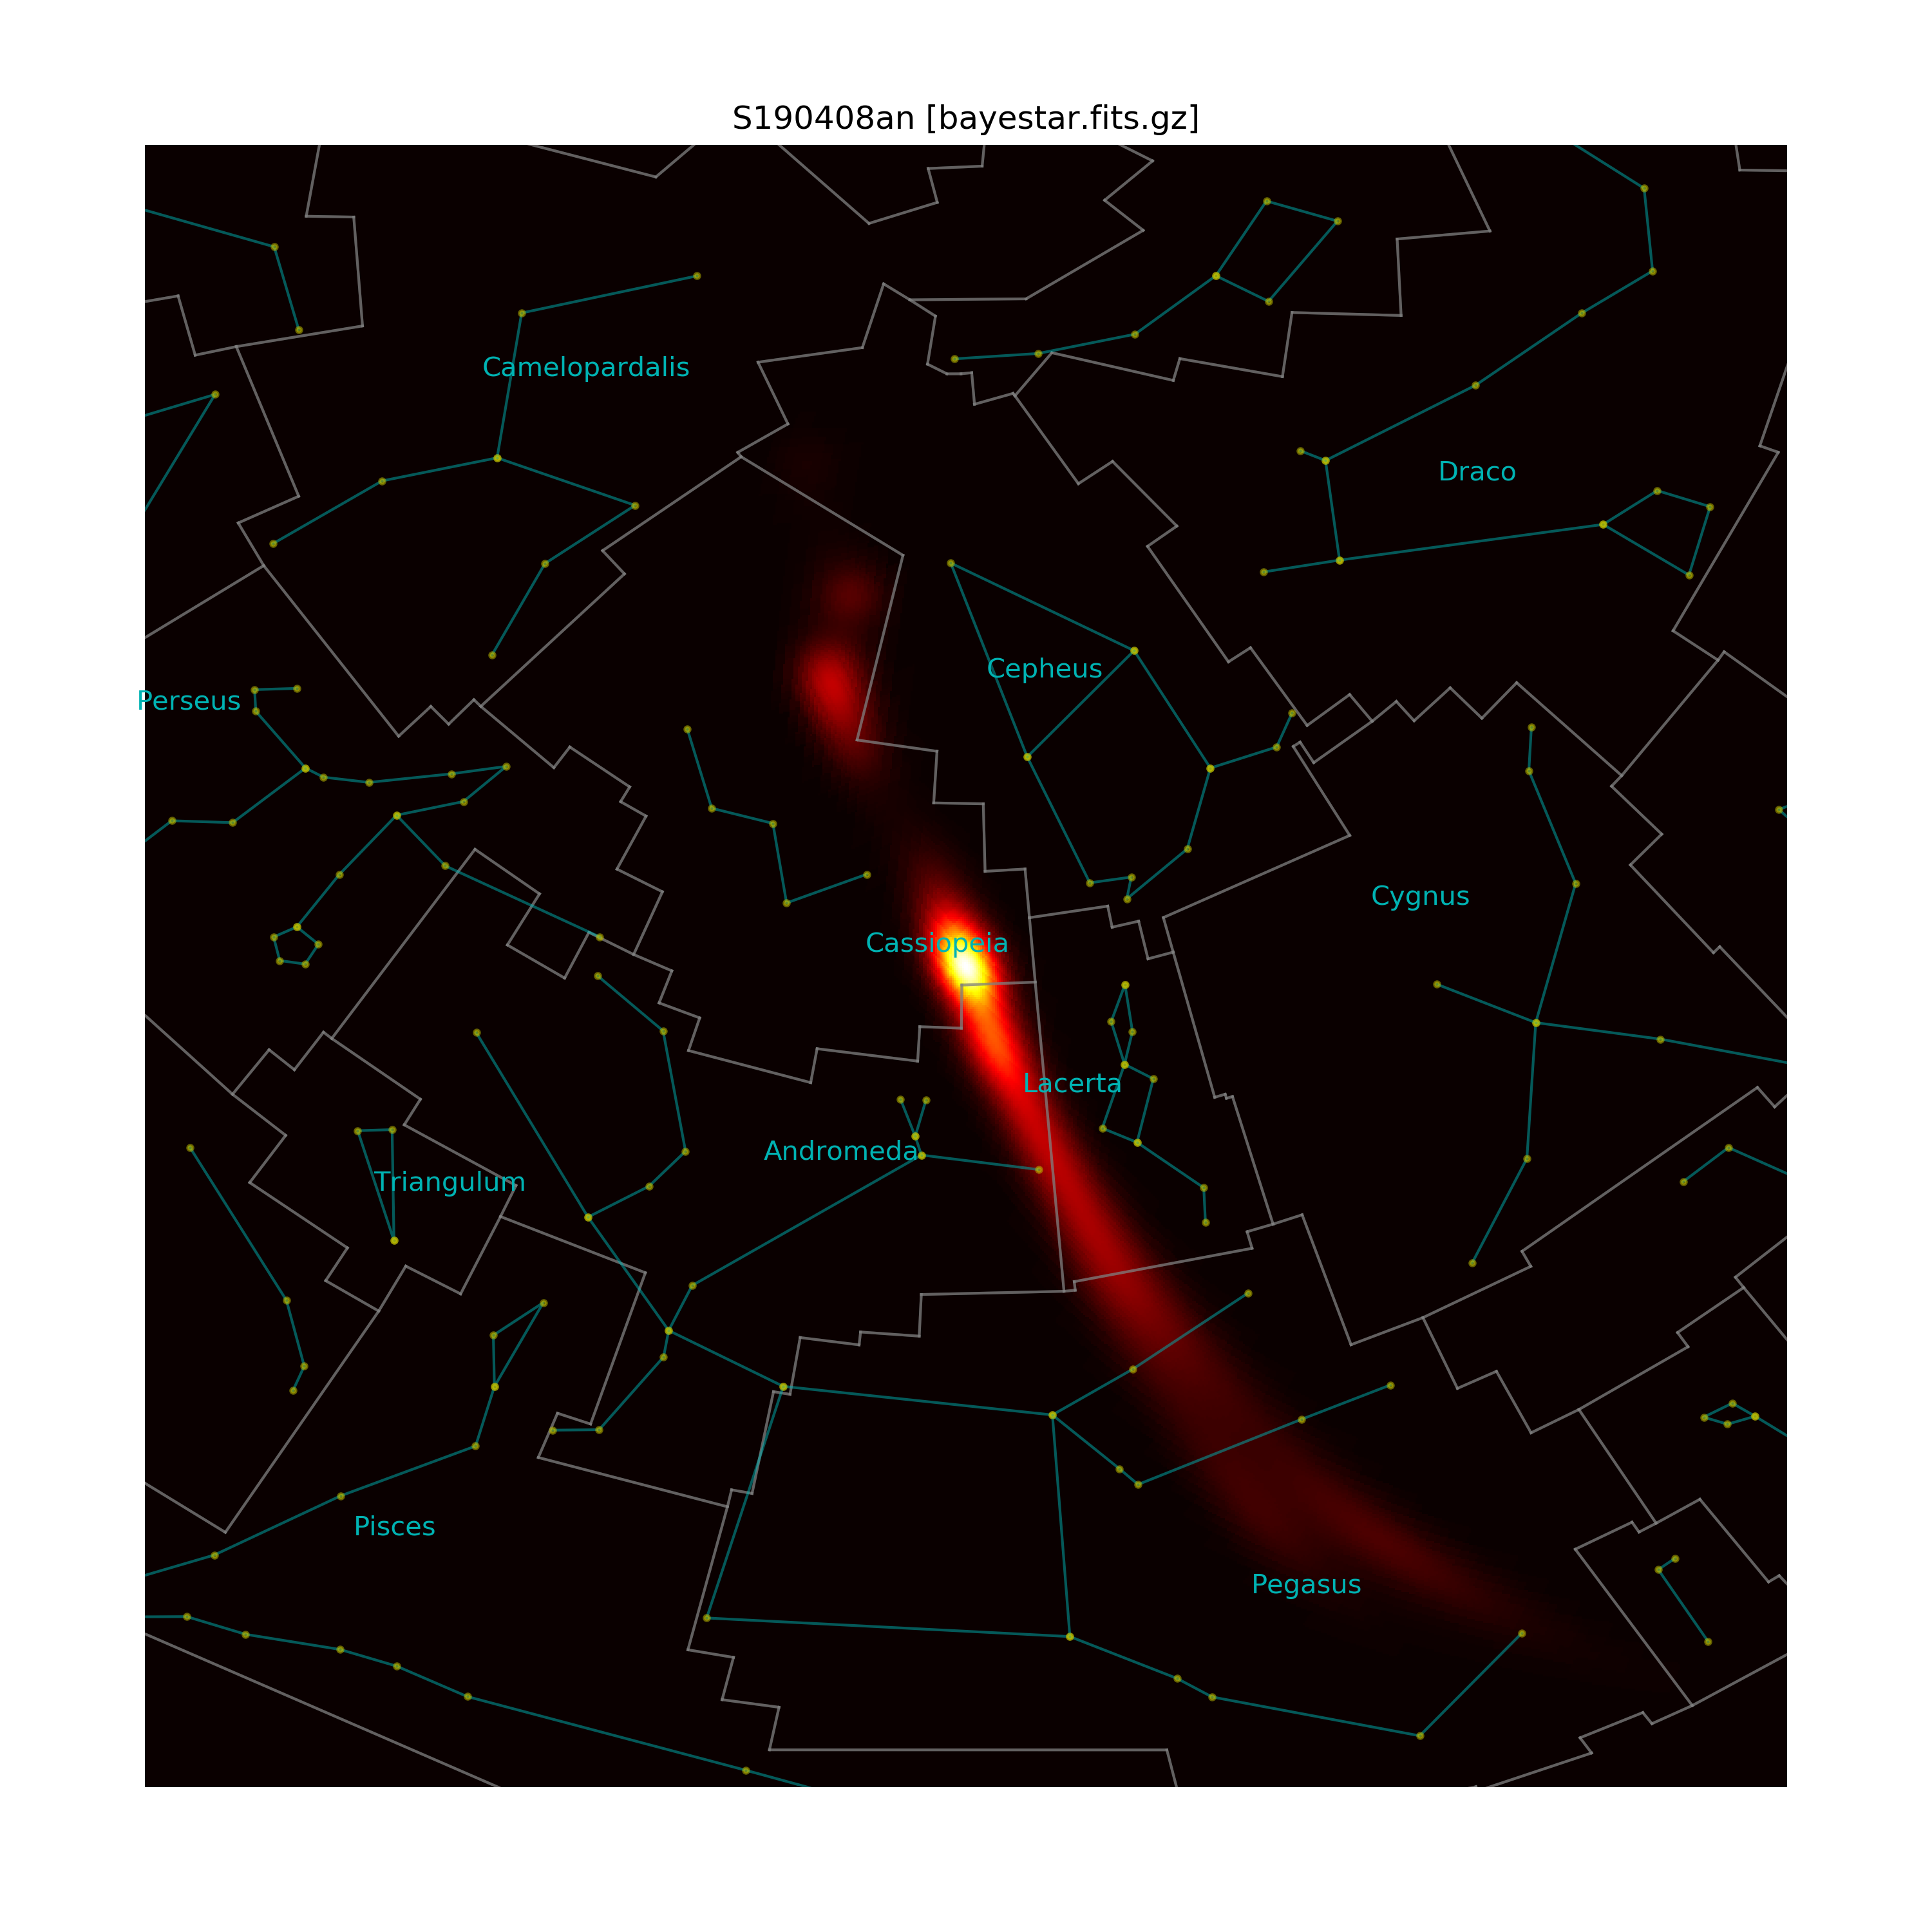 S190408an [bayestar.fits.gz]
Camelopardalis
Draco
Cepheus
Perseus
Cygnus
Cassiopeia
Lacerta
Andromeda
Triangulum
Pisces
Pegasus